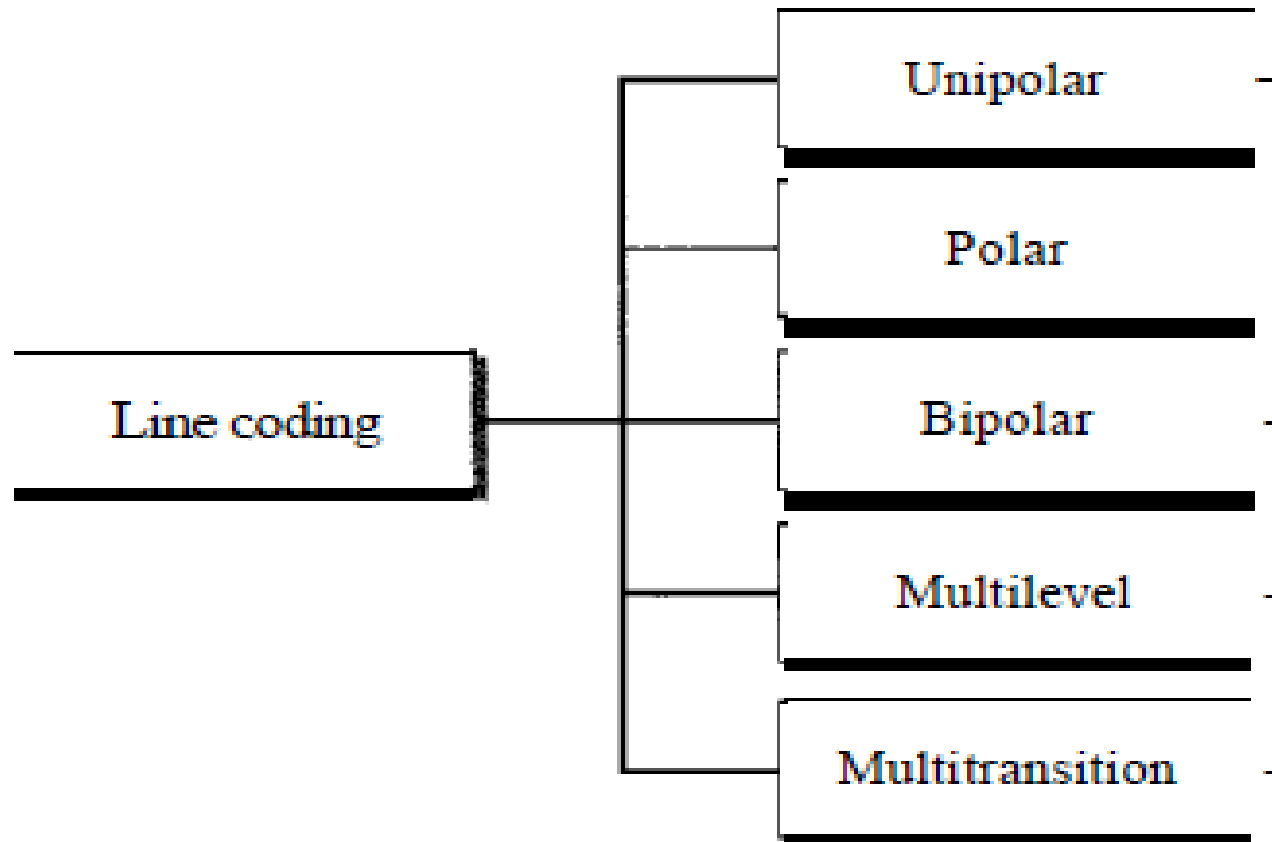 Unipolar
Polar
Line coding
Bipolar
Multilevel
Multitransition